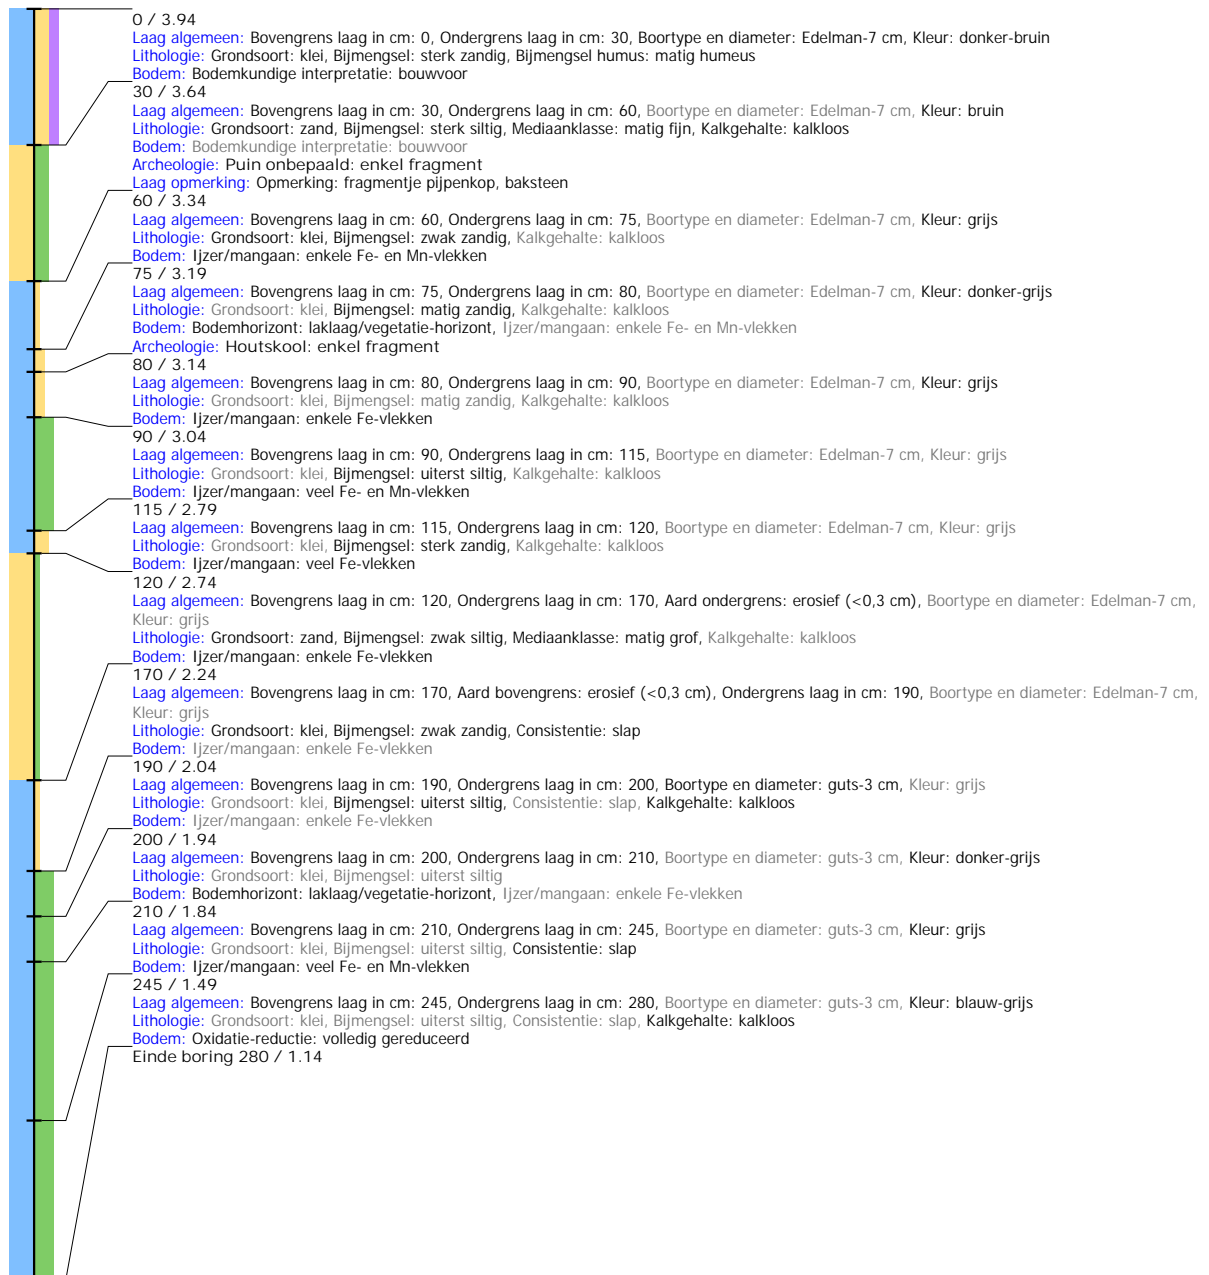 0 / 3.94
Laag algemeen: Bovengrens laag in cm: 0, Ondergrens laag in cm: 30, Boortype en diameter: Edelman-7 cm, Kleur: donker-bruin
Lithologie: Grondsoort: klei, Bijmengsel: sterk zandig, Bijmengsel humus: matig humeus
Bodem: Bodemkundige interpretatie: bouwvoor
30 / 3.64
Laag algemeen: Bovengrens laag in cm: 30, Ondergrens laag in cm: 60, Boortype en diameter: Edelman-7 cm, Kleur: bruin
Lithologie: Grondsoort: zand, Bijmengsel: sterk siltig, Mediaanklasse: matig fijn, Kalkgehalte: kalkloos
Bodem: Bodemkundige interpretatie: bouwvoor
Archeologie: Puin onbepaald: enkel fragment
Laag opmerking: Opmerking: fragmentje pijpenkop, baksteen
60 / 3.34
Laag algemeen: Bovengrens laag in cm: 60, Ondergrens laag in cm: 75, Boortype en diameter: Edelman-7 cm, Kleur: grijs
Lithologie: Grondsoort: klei, Bijmengsel: zwak zandig, Kalkgehalte: kalkloos
Bodem: Ijzer/mangaan: enkele Fe- en Mn-vlekken
75 / 3.19
Laag algemeen: Bovengrens laag in cm: 75, Ondergrens laag in cm: 80, Boortype en diameter: Edelman-7 cm, Kleur: donker-grijs
Lithologie: Grondsoort: klei, Bijmengsel: matig zandig, Kalkgehalte: kalkloos
Bodem: Bodemhorizont: laklaag/vegetatie-horizont, Ijzer/mangaan: enkele Fe- en Mn-vlekken
Archeologie: Houtskool: enkel fragment
80 / 3.14
Laag algemeen: Bovengrens laag in cm: 80, Ondergrens laag in cm: 90, Boortype en diameter: Edelman-7 cm, Kleur: grijs
Lithologie: Grondsoort: klei, Bijmengsel: matig zandig, Kalkgehalte: kalkloos
Bodem: Ijzer/mangaan: enkele Fe-vlekken
90 / 3.04
Laag algemeen: Bovengrens laag in cm: 90, Ondergrens laag in cm: 115, Boortype en diameter: Edelman-7 cm, Kleur: grijs
Lithologie: Grondsoort: klei, Bijmengsel: uiterst siltig, Kalkgehalte: kalkloos
Bodem: Ijzer/mangaan: veel Fe- en Mn-vlekken
115 / 2.79
Laag algemeen: Bovengrens laag in cm: 115, Ondergrens laag in cm: 120, Boortype en diameter: Edelman-7 cm, Kleur: grijs
Lithologie: Grondsoort: klei, Bijmengsel: sterk zandig, Kalkgehalte: kalkloos
Bodem: Ijzer/mangaan: veel Fe-vlekken
120 / 2.74
Laag algemeen: Bovengrens laag in cm: 120, Ondergrens laag in cm: 170, Aard ondergrens: erosief (<0,3 cm), Boortype en diameter: Edelman-7 cm,
Kleur: grijs
Lithologie: Grondsoort: zand, Bijmengsel: zwak siltig, Mediaanklasse: matig grof, Kalkgehalte: kalkloos
Bodem: Ijzer/mangaan: enkele Fe-vlekken
170 / 2.24
Laag algemeen: Bovengrens laag in cm: 170, Aard bovengrens: erosief (<0,3 cm), Ondergrens laag in cm: 190, Boortype en diameter: Edelman-7 cm,
Kleur: grijs
Lithologie: Grondsoort: klei, Bijmengsel: zwak zandig, Consistentie: slap
Bodem: Ijzer/mangaan: enkele Fe-vlekken
190 / 2.04
Laag algemeen: Bovengrens laag in cm: 190, Ondergrens laag in cm: 200, Boortype en diameter: guts-3 cm, Kleur: grijs
Lithologie: Grondsoort: klei, Bijmengsel: uiterst siltig, Consistentie: slap, Kalkgehalte: kalkloos
Bodem: Ijzer/mangaan: enkele Fe-vlekken
200 / 1.94
Laag algemeen: Bovengrens laag in cm: 200, Ondergrens laag in cm: 210, Boortype en diameter: guts-3 cm, Kleur: donker-grijs
Lithologie: Grondsoort: klei, Bijmengsel: uiterst siltig
Bodem: Bodemhorizont: laklaag/vegetatie-horizont, Ijzer/mangaan: enkele Fe-vlekken
210 / 1.84
Laag algemeen: Bovengrens laag in cm: 210, Ondergrens laag in cm: 245, Boortype en diameter: guts-3 cm, Kleur: grijs
Lithologie: Grondsoort: klei, Bijmengsel: uiterst siltig, Consistentie: slap
Bodem: Ijzer/mangaan: veel Fe- en Mn-vlekken
245 / 1.49
Laag algemeen: Bovengrens laag in cm: 245, Ondergrens laag in cm: 280, Boortype en diameter: guts-3 cm, Kleur: blauw-grijs
Lithologie: Grondsoort: klei, Bijmengsel: uiterst siltig, Consistentie: slap, Kalkgehalte: kalkloos
Bodem: Oxidatie-reductie: volledig gereduceerd
Einde boring 280 / 1.14